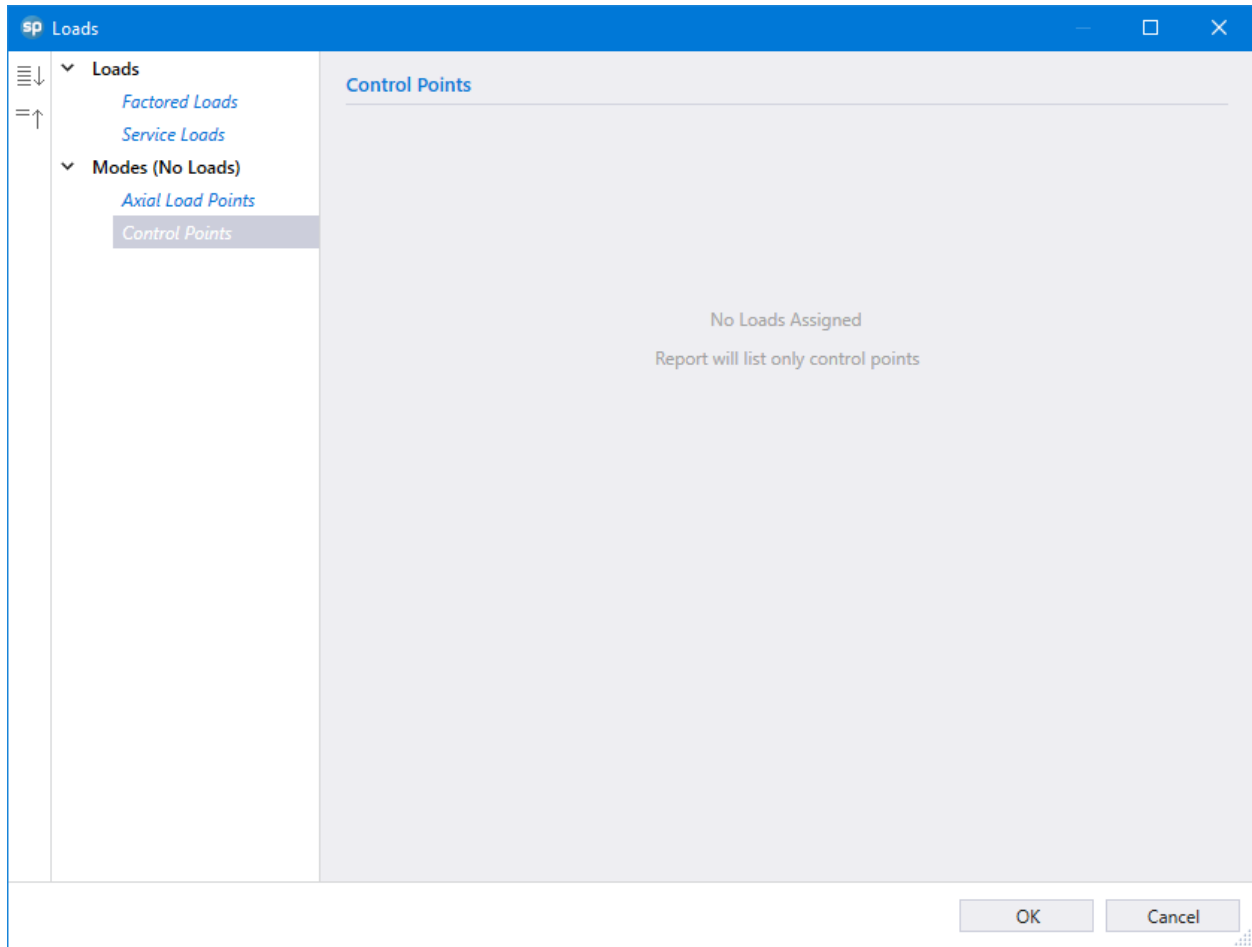 sp Loads
Loads
Factored Loads
Service Loads
Modes (No Loads)
Axial Load Points
Control Points
Control Points
No Loads Assigned
Report will list only control points
OK
Cancel